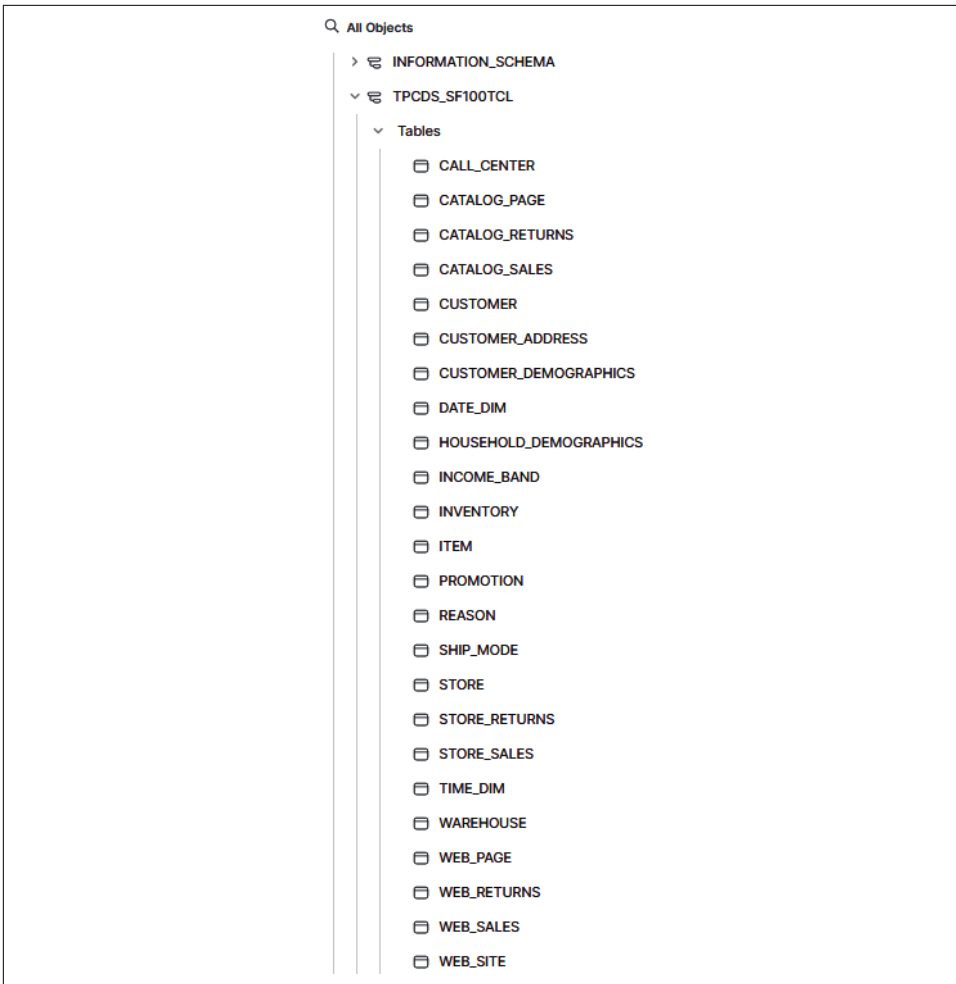 All Objects
INFORMATION_SCHEMA
TPCDS_SF100TCL
Tables
CALL_CENTER
CATALOG_PAGE
CATALOG_RETURNS
CATALOG_SALES
CUSTOMER
CUSTOMER_ADDRESS
CUSTOMER_DEMOGRAPHICS
DATE_DIM
HOUSEHOLD_DEMOGRAPHICS
INCOME_BAND
INVENTORY
ITEM
PROMOTION
REASON
SHIP_MODE
STORE
STORE_RETURNS
STORE_SALES
TIME_DIM
WAREHOUSE
WEB_PAGE
WEB_RETURNS
WEB_SALES
WEB_SITE